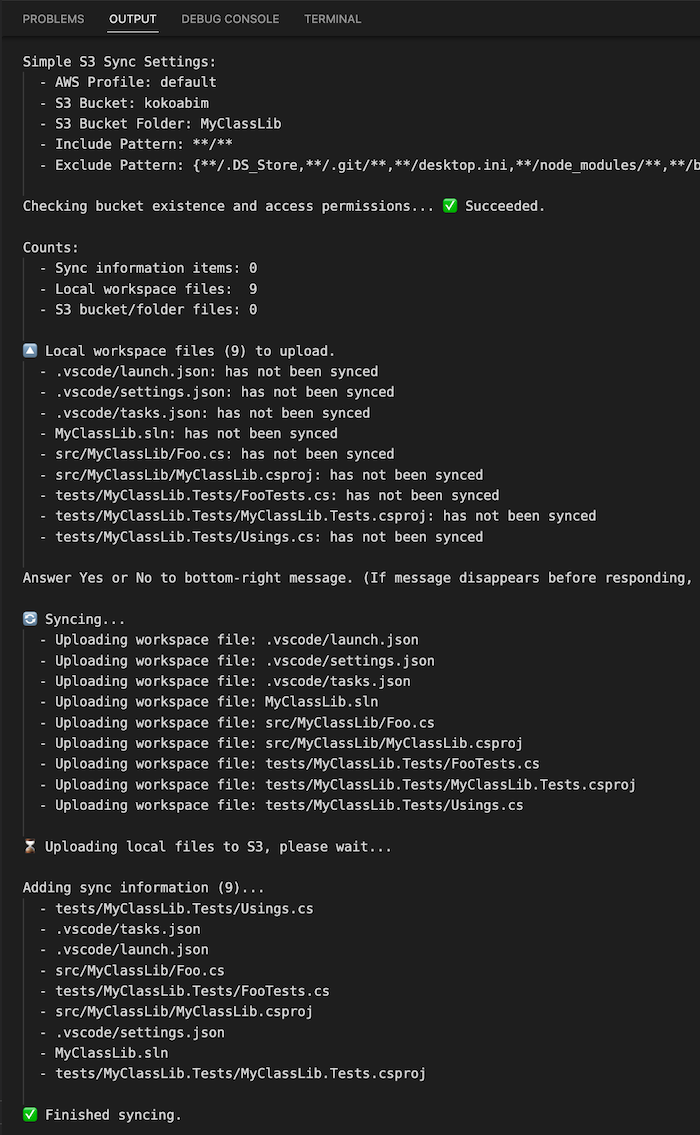 PROBLEMS OUTPUT DEBUG CONSOLE TERMINAL
Simple S3 Sync Settings:
- AWS Profile: default
- S3 Bucket: kokoabim
- S3 Bucket Folder: MyClassLib
- Include Pattern: **/**
- Exclude Pattern: {**/.DS_Store,**/.git/**,**/desktop.ini,**/node_modules/**,**/b
Checking bucket existence and access permissions... ✅ Succeeded.
Counts:
- Sync information items: 0
- Local workspace files:  9
- S3 bucket/folder files: 0
🔼 Local workspace files (9) to upload.
- .vscode/launch.json: has not been synced
- .vscode/settings.json: has not been synced
- .vscode/tasks.json: has not been synced
- MyClassLib.sln: has not been synced
- src/MyClassLib/Foo.cs: has not been synced
- src/MyClassLib/MyClassLib.csproj: has not been synced
- tests/MyClassLib.Tests/FooTests.cs: has not been synced
- tests/MyClassLib.Tests/MyClassLib.Tests.csproj: has not been synced
- tests/MyClassLib.Tests/Usings.cs: has not been synced
Answer Yes or No to bottom-right message. (If message disappears before responding,
🔄 Syncing...
- Uploading workspace file: .vscode/launch.json
- Uploading workspace file: .vscode/settings.json
- Uploading workspace file: .vscode/tasks.json
- Uploading workspace file: MyClassLib.sln
- Uploading workspace file: src/MyClassLib/Foo.cs
- Uploading workspace file: src/MyClassLib/MyClassLib.csproj
- Uploading workspace file: tests/MyClassLib.Tests/FooTests.cs
- Uploading workspace file: tests/MyClassLib.Tests/MyClassLib.Tests.csproj
- Uploading workspace file: tests/MyClassLib.Tests/Usings.cs
⏳ Uploading local files to S3, please wait...
Adding sync information (9)...
- tests/MyClassLib.Tests/Usings.cs
- .vscode/tasks.json
- .vscode/launch.json
- src/MyClassLib/Foo.cs
- tests/MyClassLib.Tests/FooTests.cs
- src/MyClassLib/MyClassLib.csproj
- .vscode/settings.json
- MyClassLib.sln
- tests/MyClassLib.Tests/MyClassLib.Tests.csproj
✅ Finished syncing.